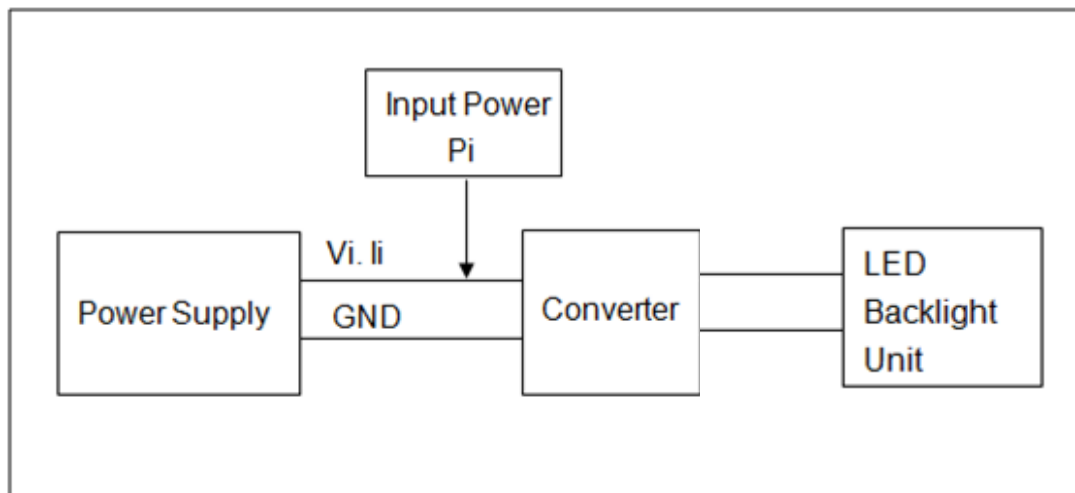 Input Power
Pi
Vi. Ii
Power Supply
GND
Converter
LED
Backlight
Unit